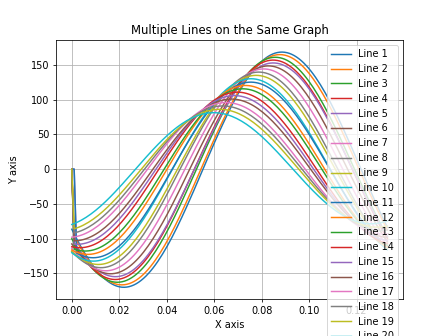 Multiple Lines on the Same Graph
Y axis
150
100
50
0
−50
−100
−150
0.00
0.02
0.04
0.06
0.08
0.10
X axis
Line 1
Line 2
Line 3
Line 4
Line 5
Line 6
Line 7
Line 8
Line 9
Line 10
Line 11
Line 12
Line 13
Line 14
Line 15
Line 16
Line 17
Line 18
Line 19
Line 20